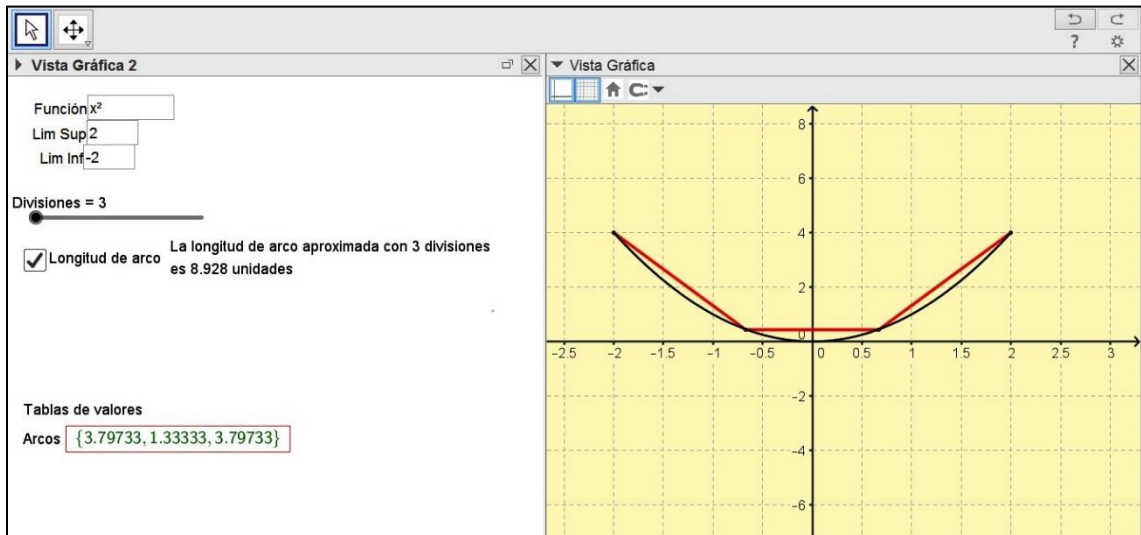 ?
Vista Gráfica 2
Función x²
Lim Sup 2
Lim Inf -2
Divisiones = 3
Longitud de arco
La longitud de arco aproximada con 3 divisiones
es 8.928 unidades
Tablas de valores
Arcos {3.79733, 1.33333, 3.79733}
Vista Gráfica
8
6
4
2
0
-2.5 -2 -1.5 -1 -0.5 0 0.5 1 1.5 2 2.5 3
-2
-4
-6